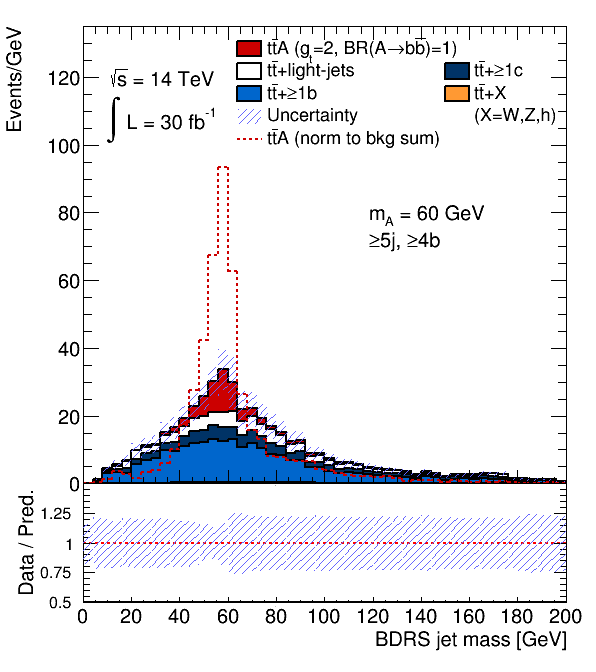 tt̄A (gt=2, BR(A→bb̄)=1)
tt̄+light-jets
tt̄+≥1c
tt̄+≥1b
tt̄+X
Uncertainty
(X=W,Z,h)
tt̄A (norm to bkg sum)
√s = 14 TeV
∫ L = 30 fb⁻¹
mA = 60 GeV
≥5j, ≥4b
Events/GeV
120
100
80
60
40
20
0
Data / Pred.
1.25
1
0.75
0.5
0 20 40 60 80 100 120 140 160 180 200
BDRS jet mass [GeV]